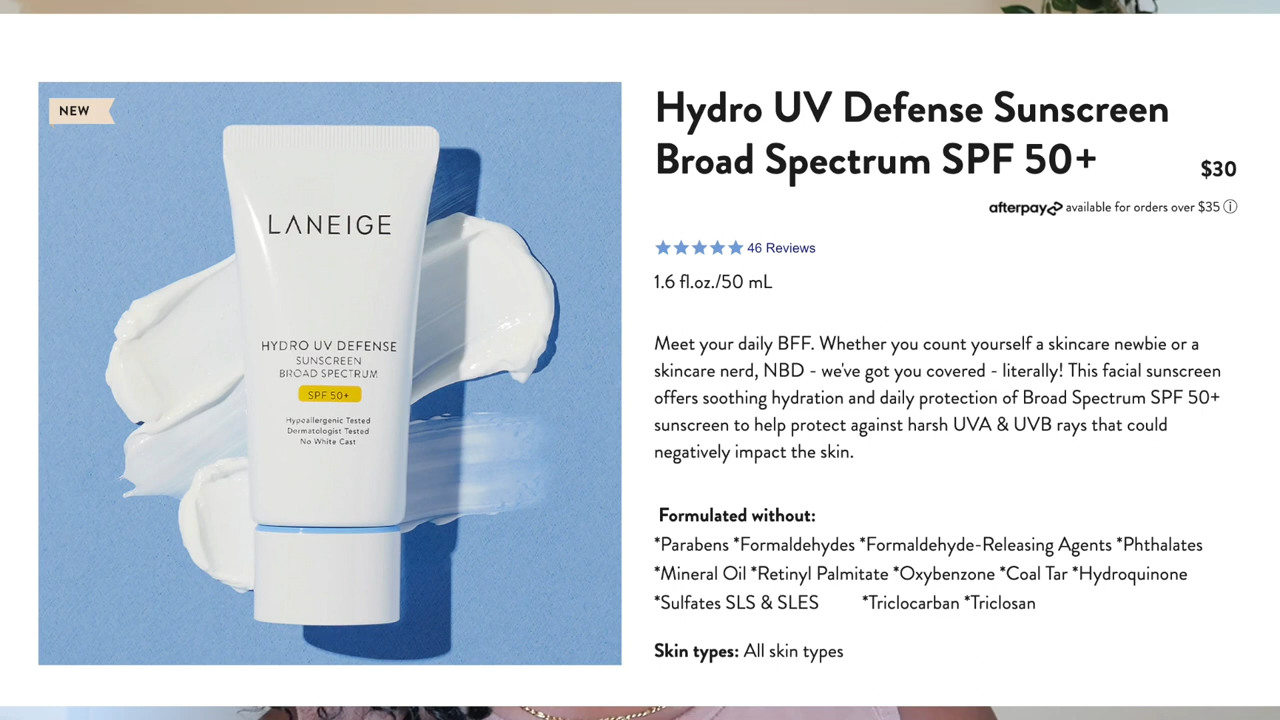 NEW
LANEIGE
HYDRO UV DEFENSE
SUNSCREEN
BROAD SPECTRUM
SPF 50+
Hypoallergenic Tested
Dermatologist Tested
No White Cast
Hydro UV Defense Sunscreen
Broad Spectrum SPF 50+
$30
afterpay available for orders over $35 ⓘ
46 Reviews
1.6 fl.oz./50 mL
Meet your daily BFF. Whether you count yourself a skincare newbie or a
skincare nerd, NBD - we've got you covered - literally! This facial sunscreen
offers soothing hydration and daily protection of Broad Spectrum SPF 50+
sunscreen to help protect against harsh UVA & UVB rays that could
negatively impact the skin.
Formulated without:
*Parabens *Formaldehydes *Formaldehyde-Releasing Agents *Phthalates
*Mineral Oil *Retinyl Palmitate *Oxybenzone *Coal Tar *Hydroquinone
*Sulfates SLS & SLES *Triclocarban *Triclosan
Skin types: All skin types